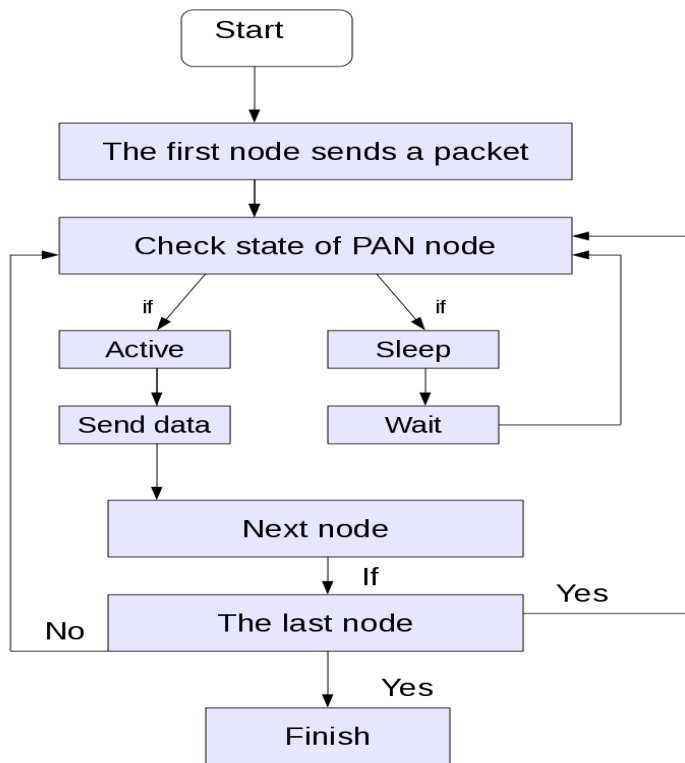 Start
The first node sends a packet
Check state of PAN node
if
if
Active
Sleep
Send data
Wait
Next node
If
The last node
Yes
No
Yes
Finish